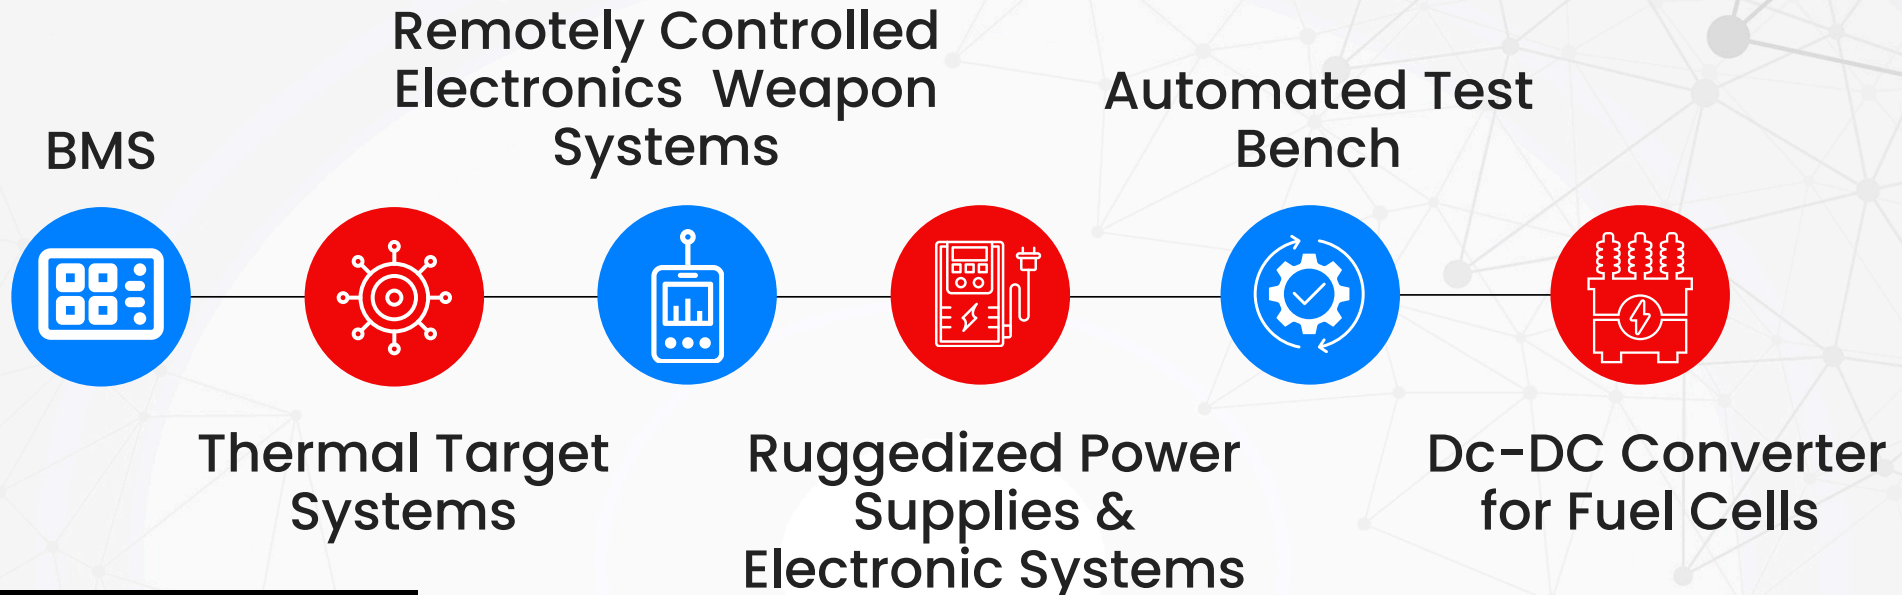 BMS
Thermal Target
Systems
Remotely Controlled
Electronics  Weapon
Systems
Ruggedized Power
Supplies &
Electronic Systems
Automated Test
Bench
Dc-DC Converter
for Fuel Cells